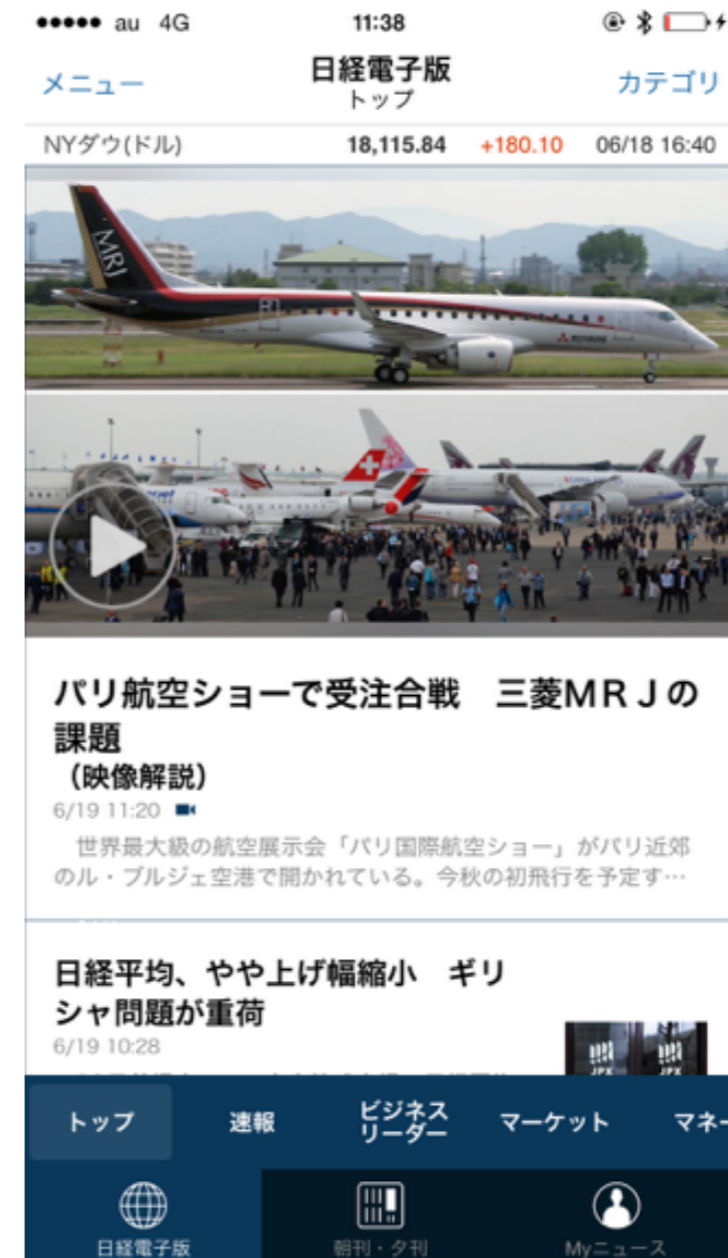 au 4G 11:38
メニュー 日経電子版 カテゴリ
トップ
NYダウ(ドル) 18,115.84 +180.10 06/18 16:40
MRJ
パリ航空ショーで受注合戦　三菱ＭＲＪの
課題
（映像解説）
6/19 11:20
世界最大級の航空展示会「パリ国際航空ショー」がパリ近郊
のル・ブルジェ空港で開かれている。今秋の初飛行を予定す…
日経平均、やや上げ幅縮小　ギリ
シャ問題が重荷
6/19 10:28
JPX JPX
トップ 速報 ビジネス
リーダー マーケット マネー
日経電子版 朝刊・夕刊 Myニュース